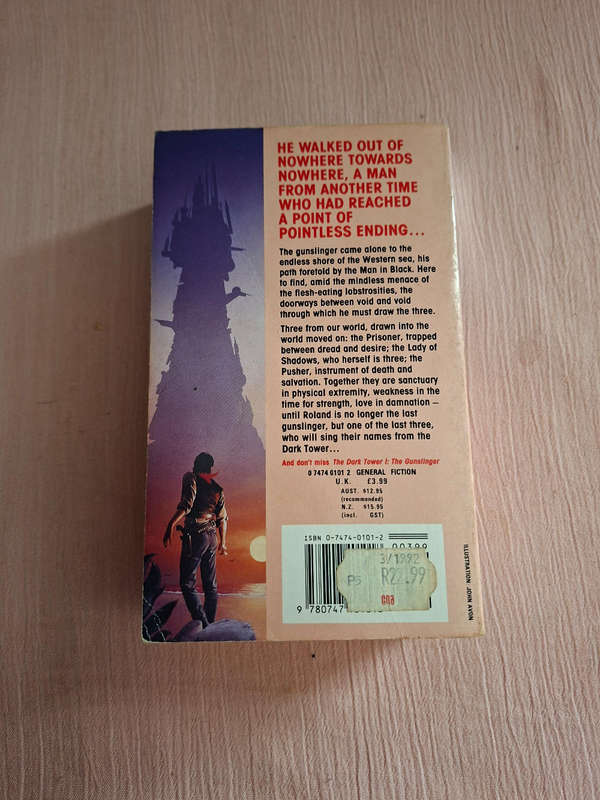 HE WALKED OUT OF
NOWHERE TOWARDS
NOWHERE, A MAN
FROM ANOTHER TIME
WHO HAD REACHED
A POINT OF
POINTLESS ENDING...
The gunslinger came alone to the
endless shore of the Western sea, his
path foretold by the Man in Black. Here
to find, amid the mindless menace of
the flesh-eating lobstrosities, the
doorways between void and void
through which he must draw the three.
Three from our world, drawn into the
world moved on: the Prisoner, trapped
between dread and desire; the Lady of
Shadows, who herself is three; the
Pusher, instrument of death and
salvation. Together they are sanctuary
in physical extremity, weakness in the
time for strength, love in damnation –
until Roland is no longer the last
gunslinger, but one of the last three,
who will sing their names from the
Dark Tower...
And don't miss The Dark Tower I: The Gunslinger
0 7474 0101 2 GENERAL FICTION
U.K. £3.99
AUST. $12.95
(recommended)
N.Z. $15.95
(incl. GST)
ISBN 0-7474-0101-2
00399
3/1992
P5
cna
9 780747
ILLUSTRATION: JOHN AVON